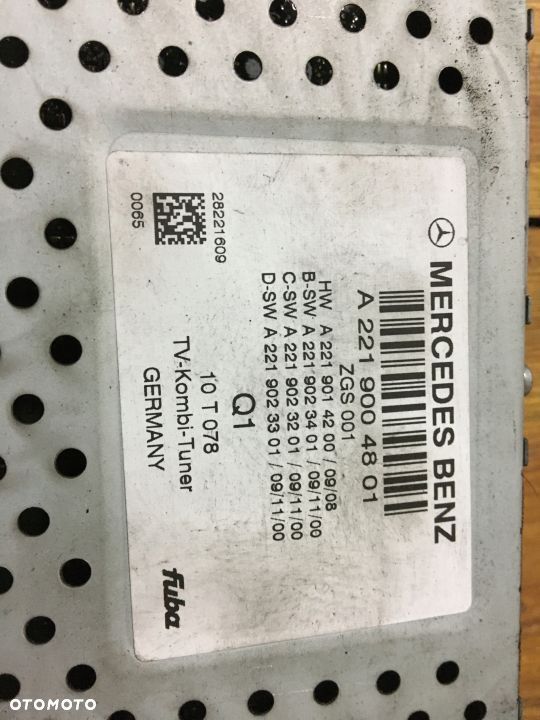 MERCEDES BENZ
A 221 900 48 01
ZGS 001
HW A 221 901 42 00 / 09/08
B-SW A 221 902 34 01 / 09/11/00
C-SW A 221 902 32 01 / 09/11/00
D-SW A 221 902 33 01 / 09/11/00
Q1
28221609
0065
10 T 078
TV-Kombi-Tuner
GERMANY
fuba
OTOMOTO